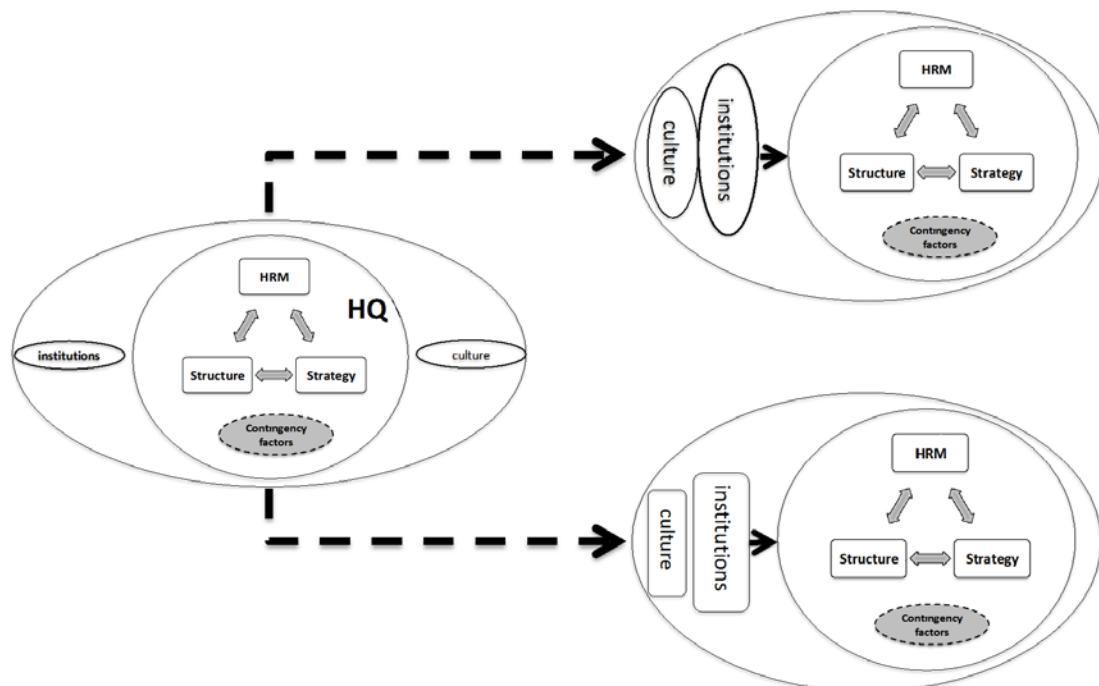 HRM
culture
institutions
Structure
Strategy
Contingency
factors
HRM
HQ
institutions
culture
Structure
Strategy
Contingency
factors
HRM
culture
institutions
Structure
Strategy
Contingency
factors